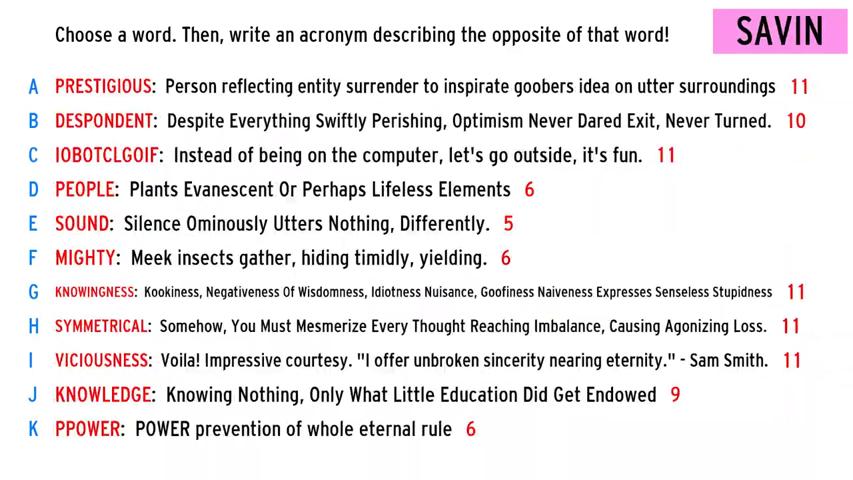 Choose a word. Then, write an acronym describing the opposite of that word! SAVIN
A PRESTIGIOUS: Person reflecting entity surrender to inspirate goobers idea on utter surroundings 11
B DESPONDENT: Despite Everything Swiftly Perishing, Optimism Never Dared Exit, Never Turned. 10
C IOBOTCLGOIF: Instead of being on the computer, let's go outside, it's fun. 11
D PEOPLE: Plants Evanescent Or Perhaps Lifeless Elements 6
E SOUND: Silence Ominously Utters Nothing, Differently. 5
F MIGHTY: Meek insects gather, hiding timidly, yielding. 6
G KNOWINGNESS: Kookiness, Negativeness Of Wisdomness, Idiotness Nuisance, Goofiness Naiveness Expresses Senseless Stupidness 11
H SYMMETRICAL: Somehow, You Must Mesmerize Every Thought Reaching Imbalance, Causing Agonizing Loss. 11
I VICIOUSNESS: Voila! Impressive courtesy. "I offer unbroken sincerity nearing eternity." - Sam Smith. 11
J KNOWLEDGE: Knowing Nothing, Only What Little Education Did Get Endowed 9
K PPOWER: POWER prevention of whole eternal rule 6